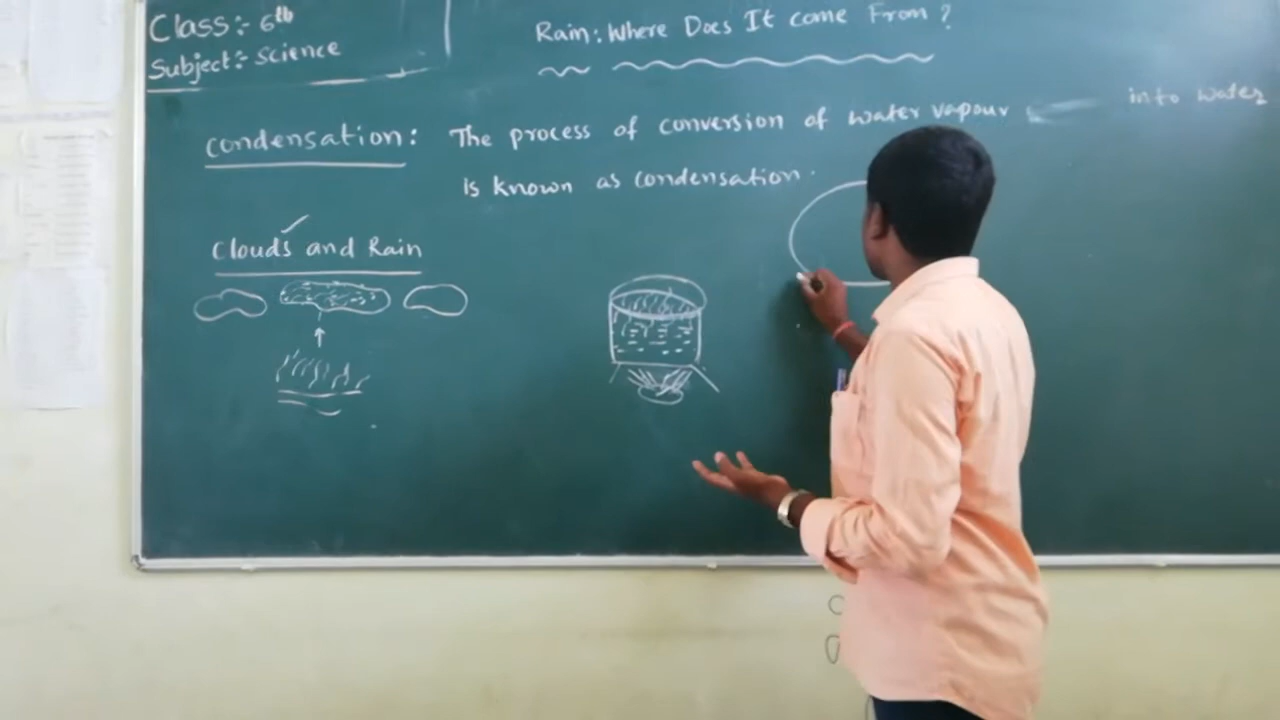 Class:- 6th
Subject:- Science
Rain: Where Does It come From?
condensation: The process of conversion of water vapour into water
Is known as condensation.
Clouds and Rain